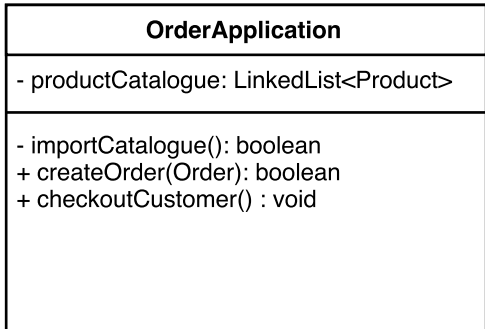 OrderApplication
- productCatalogue: LinkedList<Product>
- importCatalogue(): boolean
+ createOrder(Order): boolean
+ checkoutCustomer() : void